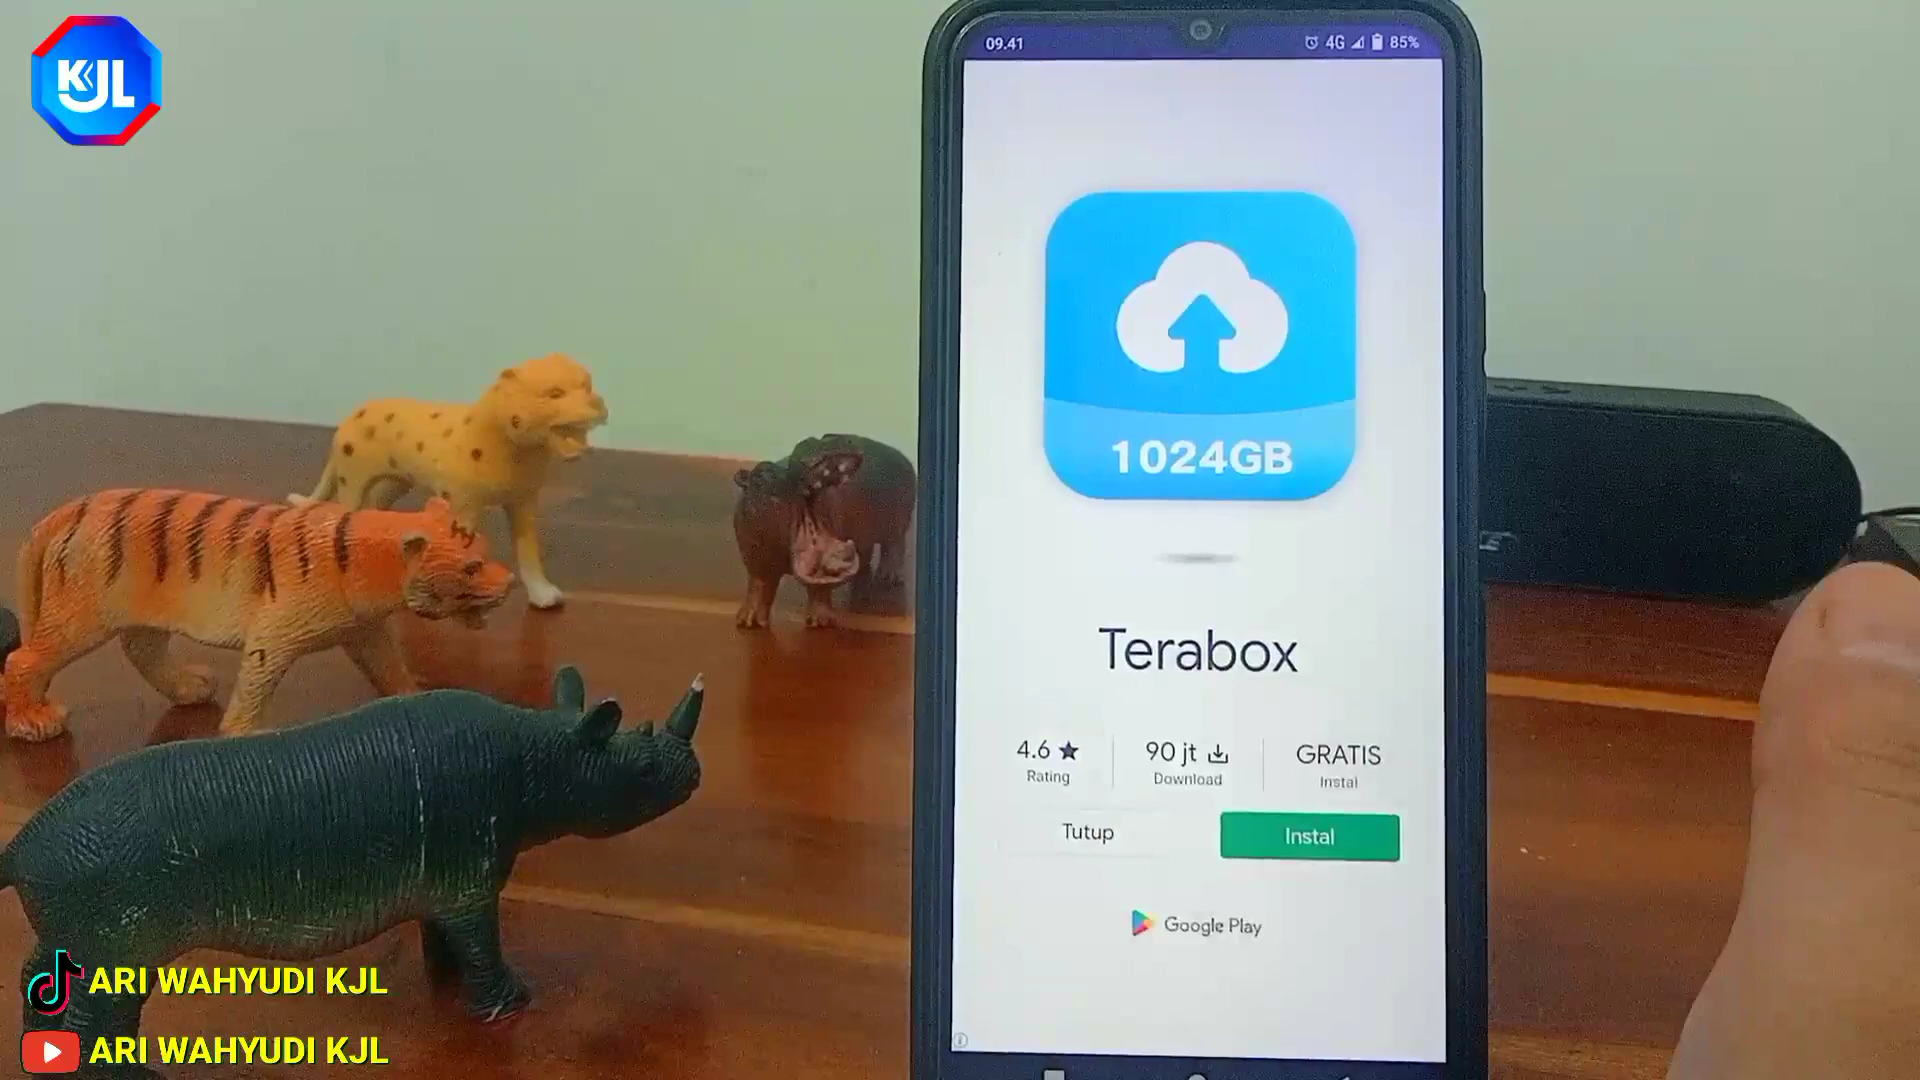 KJL
09.41
4G 85%
1024GB
Terabox
4.6 ★
Rating
90 jt
Download
GRATIS
Instal
Tutup
Instal
Google Play
ARI WAHYUDI KJL
ARI WAHYUDI KJL